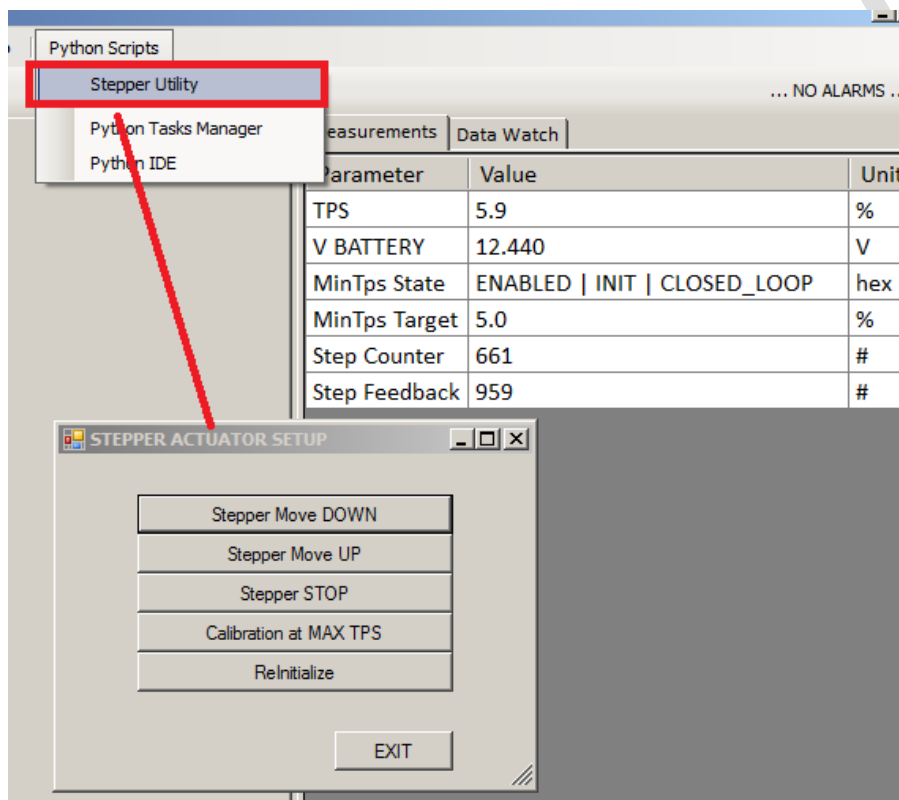 Python Scripts
Stepper Utility
... NO ALARMS ..
Python Tasks Manager
Python IDE
easurements
Data Watch
Parameter Value Unit
TPS 5.9 %
V BATTERY 12.440 V
MinTps State ENABLED | INIT | CLOSED_LOOP hex
MinTps Target 5.0 %
Step Counter 661 #
Step Feedback 959 #
STEPPER ACTUATOR SETUP
Stepper Move DOWN
Stepper Move UP
Stepper STOP
Calibration at MAX TPS
ReInitialize
EXIT